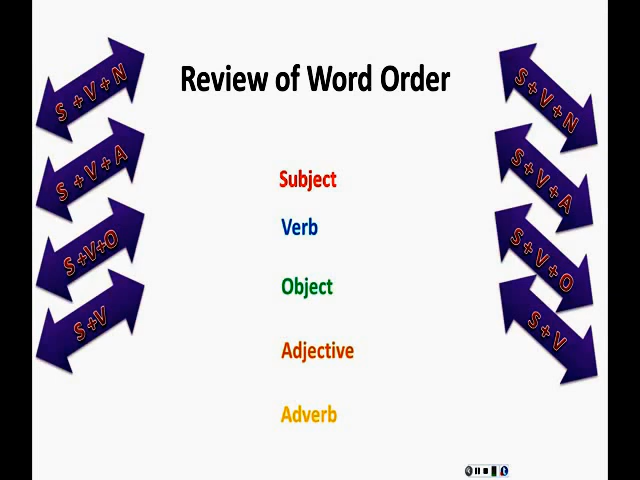 Review of Word Order
S + V + N
S + V + A
S+V+O
S +V
Subject
Verb
Object
Adjective
Adverb
S + V + N
S + V + A
S + V + O
S + V